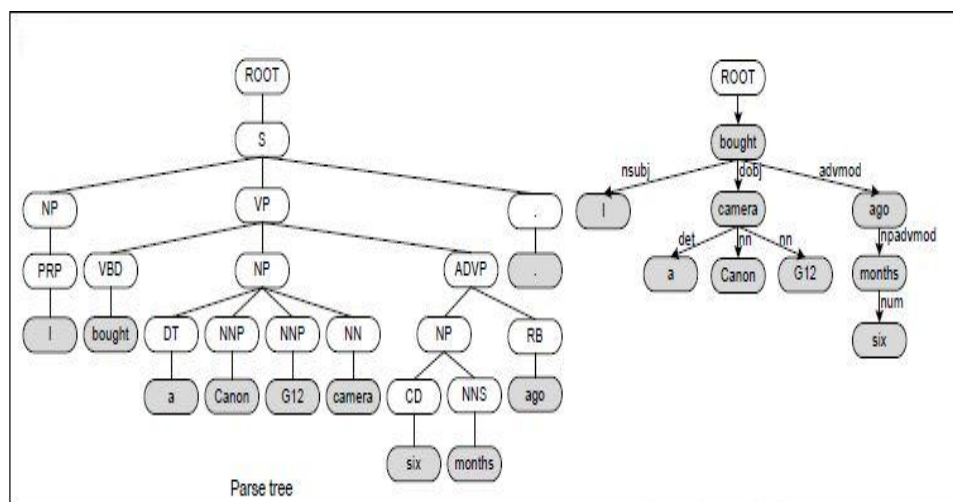 ROOT
ROOT
S
bought
nsubj dobj advmod
NP VP .
I camera ago
det nn nn npadvmod
PRP VBD NP ADVP .
a Canon G12 months
num
I bought DT NNP NNP NN NP RB
six
a Canon G12 camera CD NNS ago
six months
Parse tree